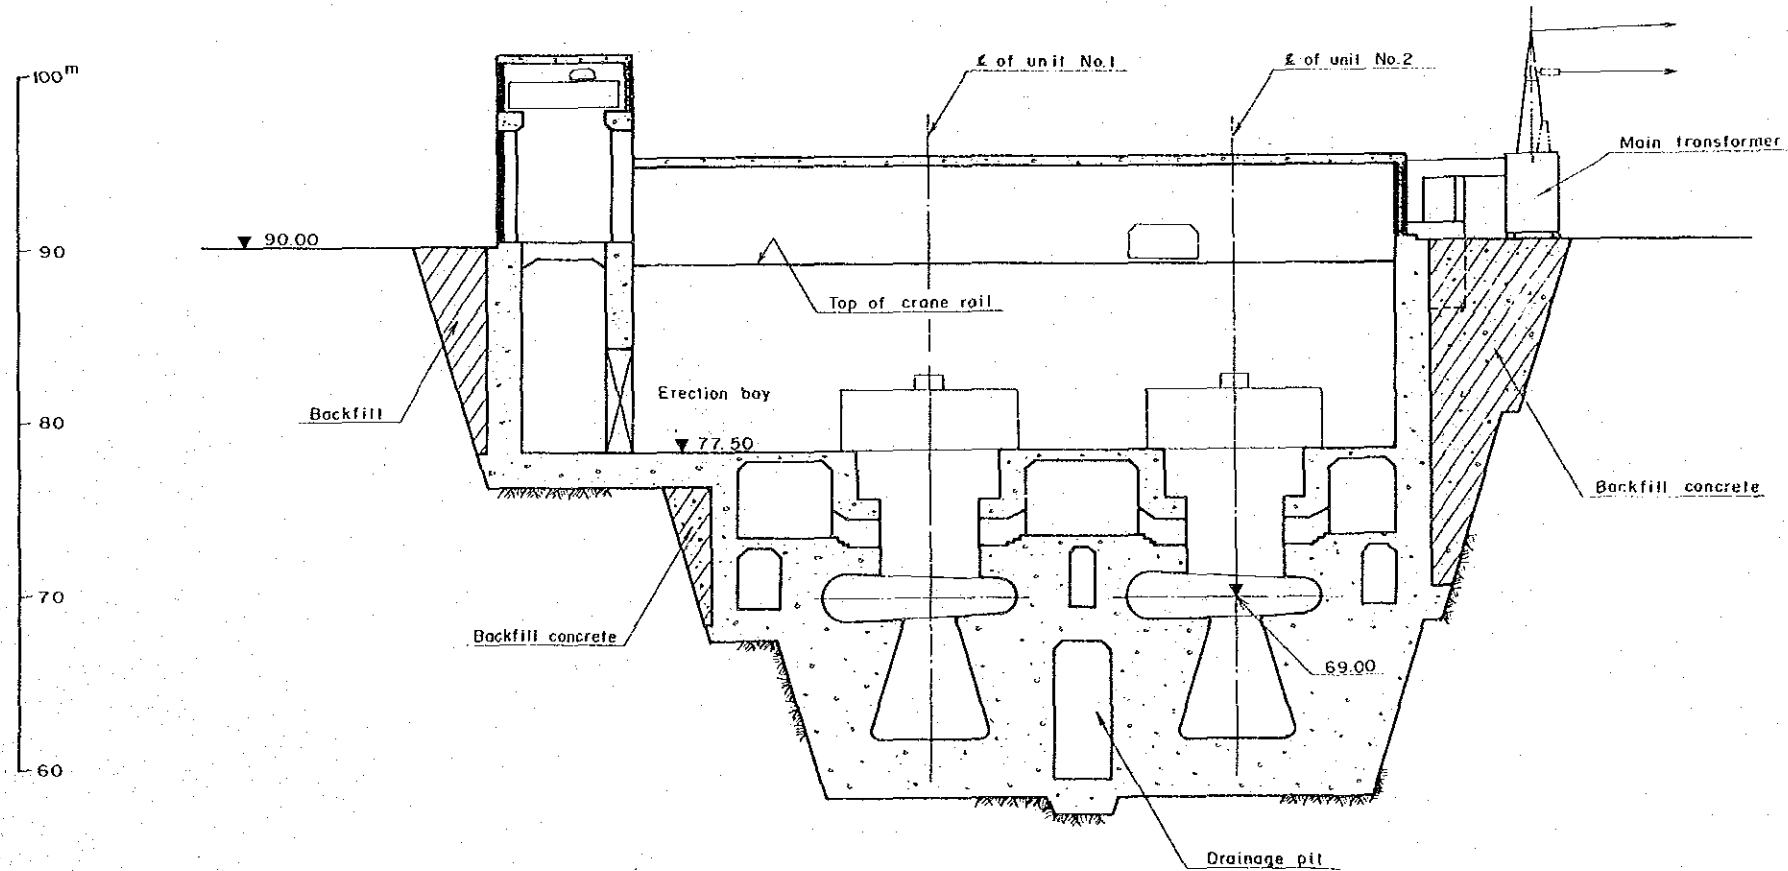 100m
℄ of unit No.1
℄ of unit No.2
Main transformer
90.00
90
Top of crane rail
Erection bay
Backfill
80
77.50
Backfill concrete
70
Backfill concrete
69.00
60
Drainage pit